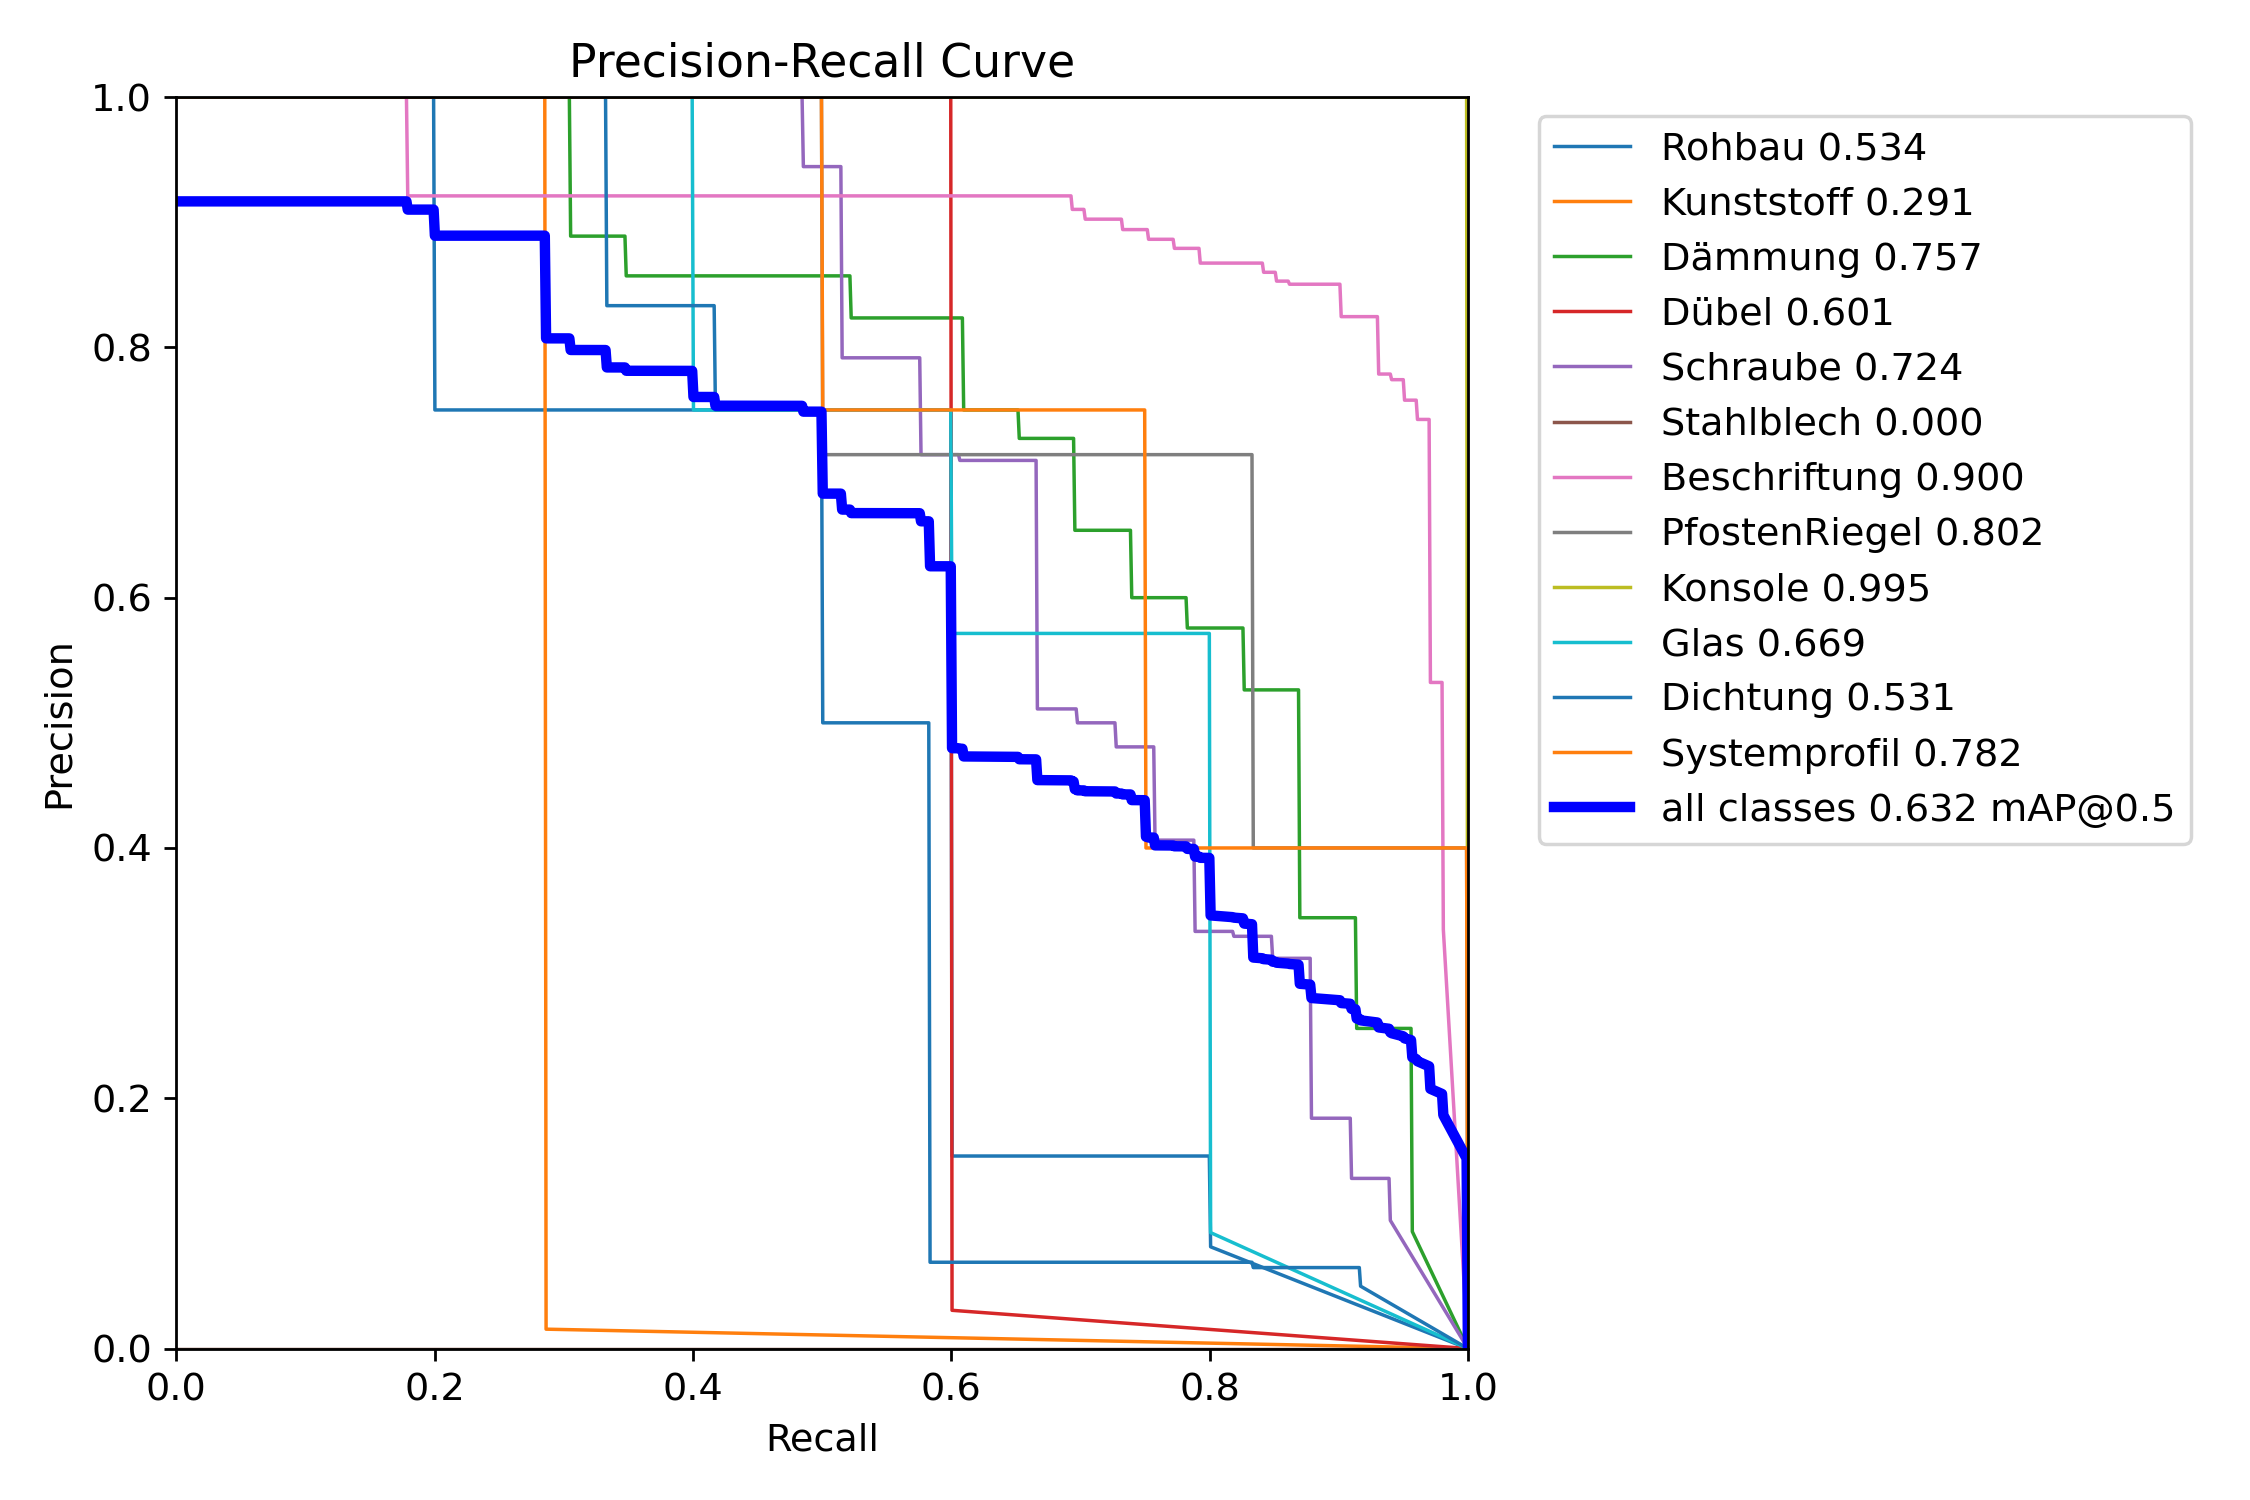 Precision-Recall Curve
1.0
0.8
0.6
0.4
0.2
0.0
Precision
0.0 0.2 0.4 0.6 0.8 1.0
Recall
Rohbau 0.534
Kunststoff 0.291
Dämmung 0.757
Dübel 0.601
Schraube 0.724
Stahlblech 0.000
Beschriftung 0.900
PfostenRiegel 0.802
Konsole 0.995
Glas 0.669
Dichtung 0.531
Systemprofil 0.782
all classes 0.632 mAP@0.5